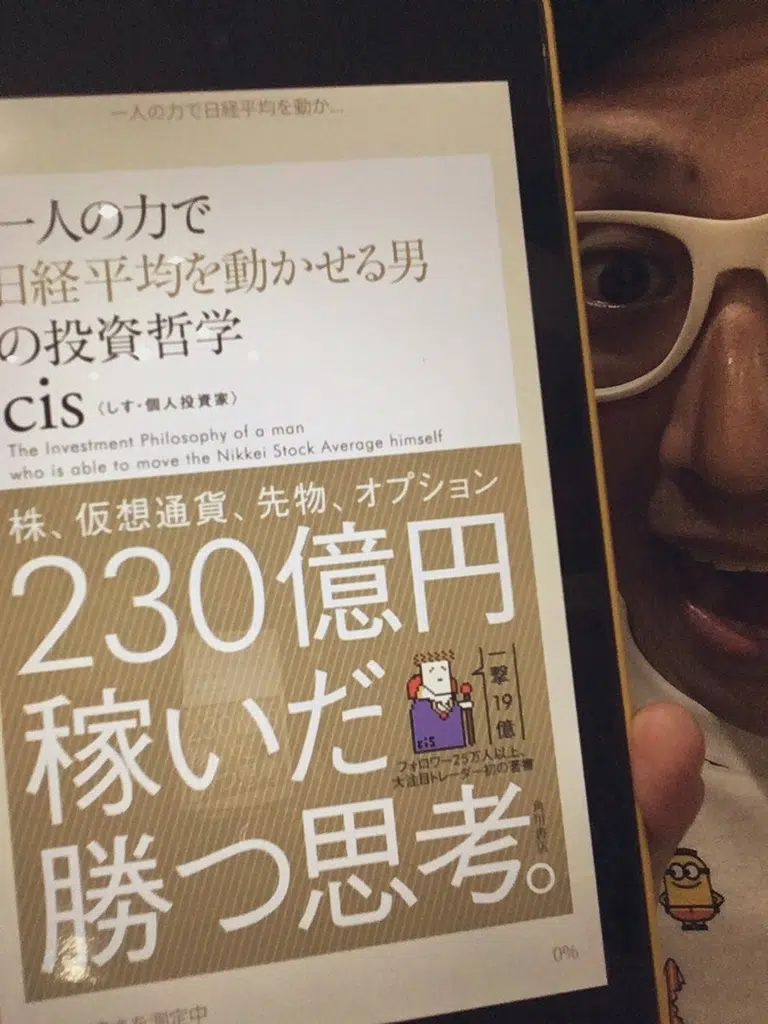 一人の力で日経平均を動か...
一人の力で
日経平均を動かせる男
の投資哲学
cis〈しす・個人投資家〉
The Investment Philosophy of a man
who is able to move the Nikkei Stock Average himself
株、仮想通貨、先物、オプション
230億円
稼いだ
勝つ思考。
一撃19億
cis
フォロワー25万人以上、
大注目トレーダー初の著書
角川書店
0%
を測定中